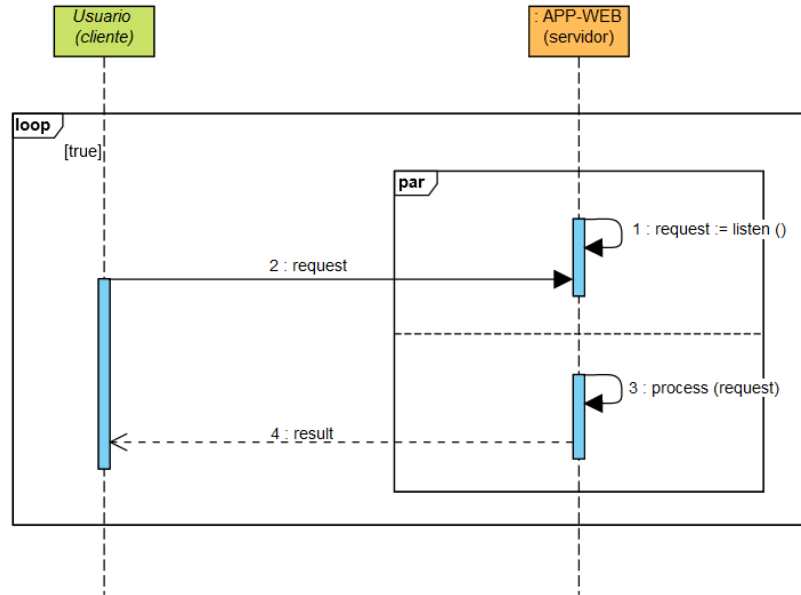 Usuario
(cliente)
: APP-WEB
(servidor)
loop
[true]
par
1 : request := listen ()
2 : request
3 : process (request)
4 : result